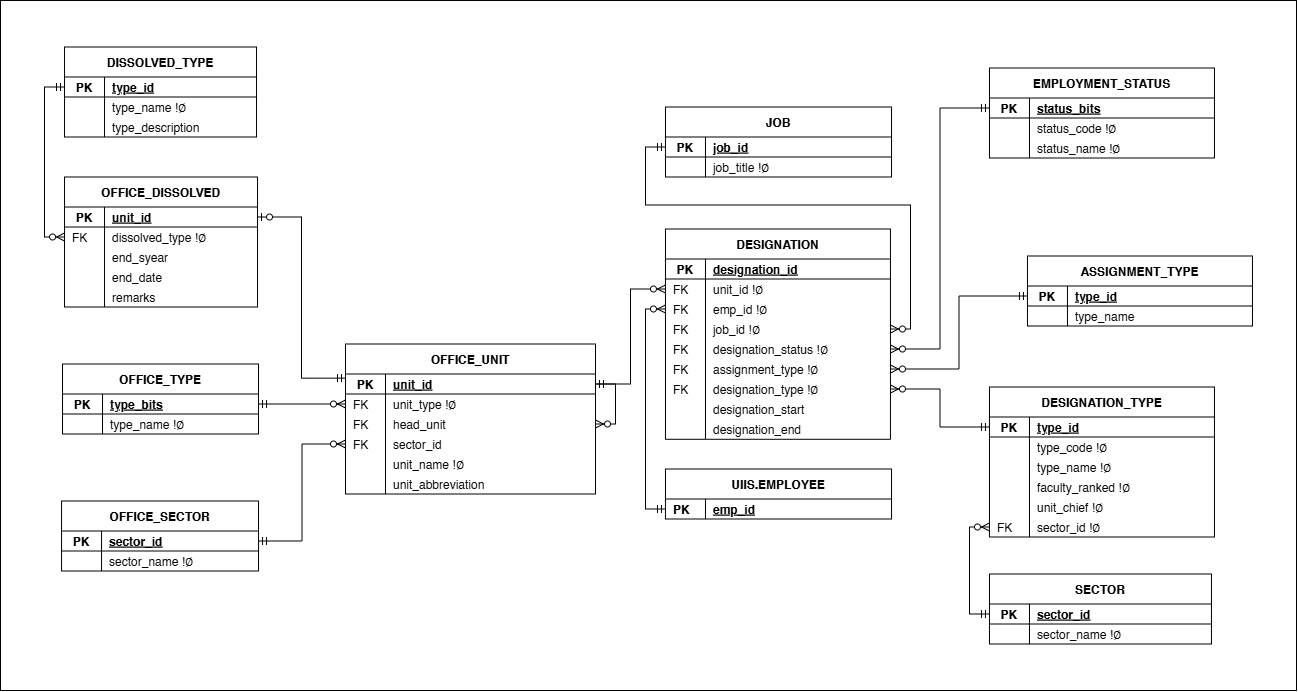 DISSOLVED_TYPE
PK type_id
type_name !Ø
type_description
OFFICE_DISSOLVED
PK unit_id
FK dissolved_type !Ø
end_syear
end_date
remarks
OFFICE_TYPE
PK type_bits
type_name !Ø
OFFICE_SECTOR
PK sector_id
sector_name !Ø
OFFICE_UNIT
PK unit_id
FK unit_type !Ø
FK head_unit
FK sector_id
unit_name !Ø
unit_abbreviation
JOB
PK job_id
job_title !Ø
DESIGNATION
PK designation_id
FK unit_id !Ø
FK emp_id !Ø
FK job_id !Ø
FK designation_status !Ø
FK assignment_type !Ø
FK designation_type !Ø
designation_start
designation_end
UIIS.EMPLOYEE
PK emp_id
EMPLOYMENT_STATUS
PK status_bits
status_code !Ø
status_name !Ø
ASSIGNMENT_TYPE
PK type_id
type_name
DESIGNATION_TYPE
PK type_id
type_code !Ø
type_name !Ø
faculty_ranked !Ø
unit_chief !Ø
FK sector_id !Ø
SECTOR
PK sector_id
sector_name !Ø